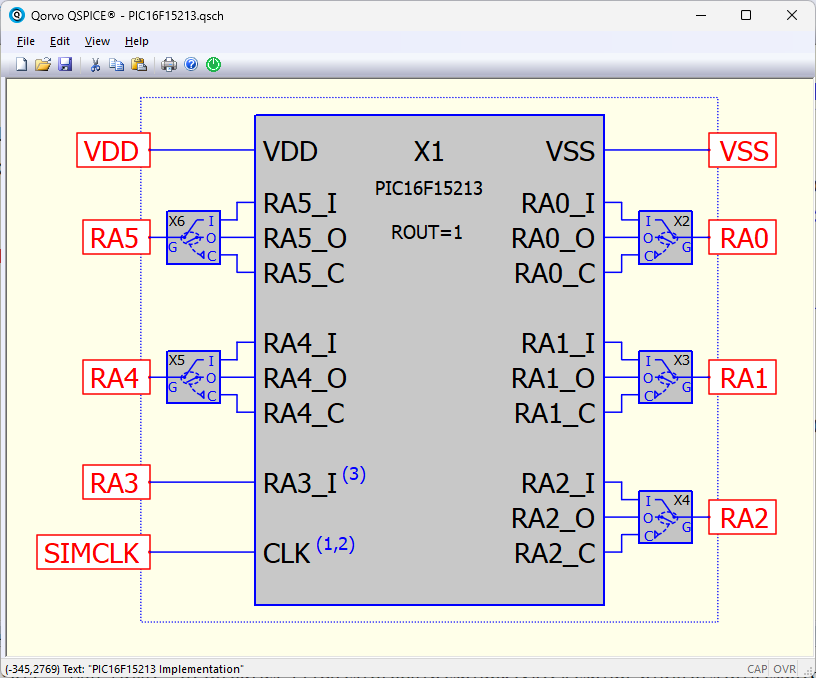 Qorvo QSPICE® - PIC16F15213.qsch
File Edit View Help
VDD VDD X1 VSS VSS
PIC16F15213
ROUT=1
RA5 X6 I O C G RA5_I
RA5_O
RA5_C
RA0_I I X2 O G C RA0
RA0_O
RA0_C
RA4 X5 I O C G RA4_I
RA4_O
RA4_C
RA1_I I X3 O G C RA1
RA1_O
RA1_C
RA3 RA3_I (3)
RA2_I I X4 O G C RA2
RA2_O
RA2_C
SIMCLK CLK (1,2)
(-345,2769) Text: "PIC16F15213 Implementation" CAP OVR